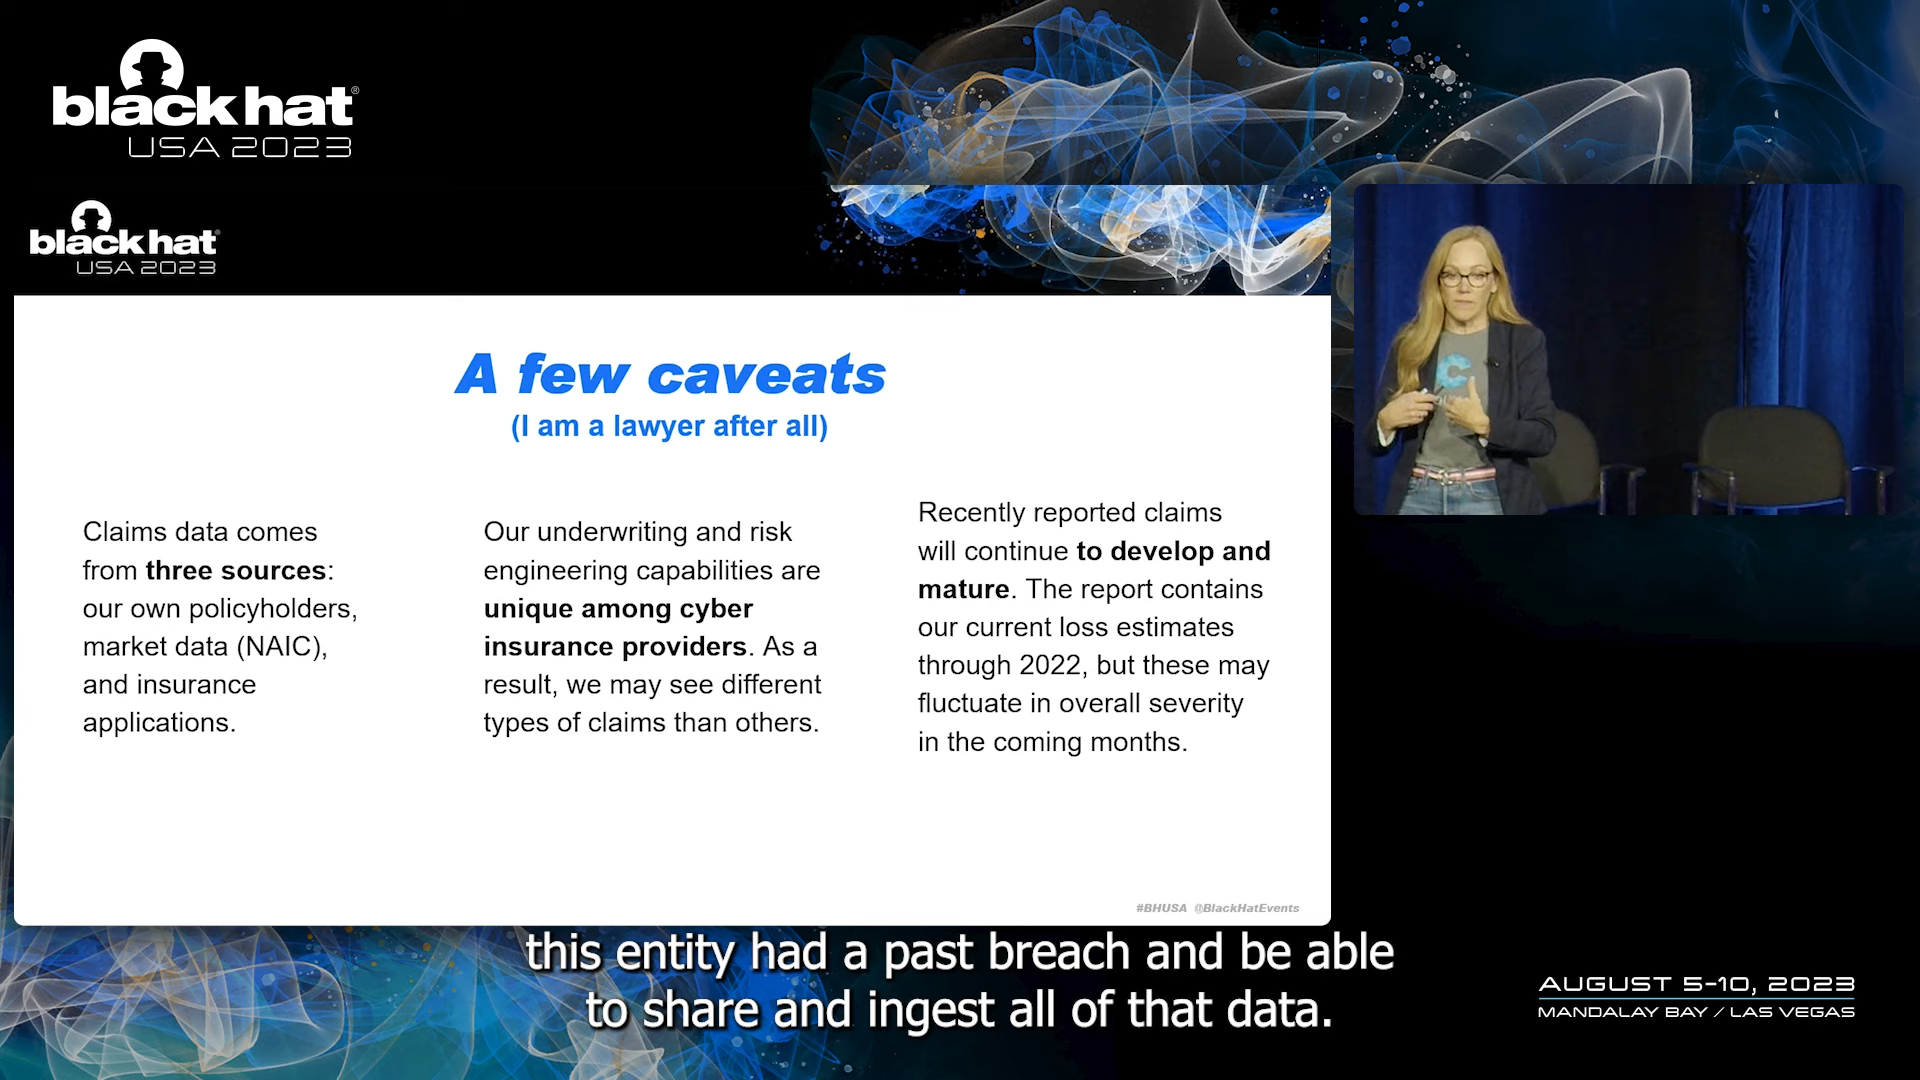 black hat®
USA 2023
black hat
USA 2023
A few caveats
(I am a lawyer after all)
Claims data comes
from three sources:
our own policyholders,
market data (NAIC),
and insurance
applications.
Our underwriting and risk
engineering capabilities are
unique among cyber
insurance providers. As a
result, we may see different
types of claims than others.
Recently reported claims
will continue to develop and
mature. The report contains
our current loss estimates
through 2022, but these may
fluctuate in overall severity
in the coming months.
#BHUSA @BlackHatEvents
C
this entity had a past breach and be able
to share and ingest all of that data.
AUGUST 5-10, 2023
MANDALAY BAY / LAS VEGAS